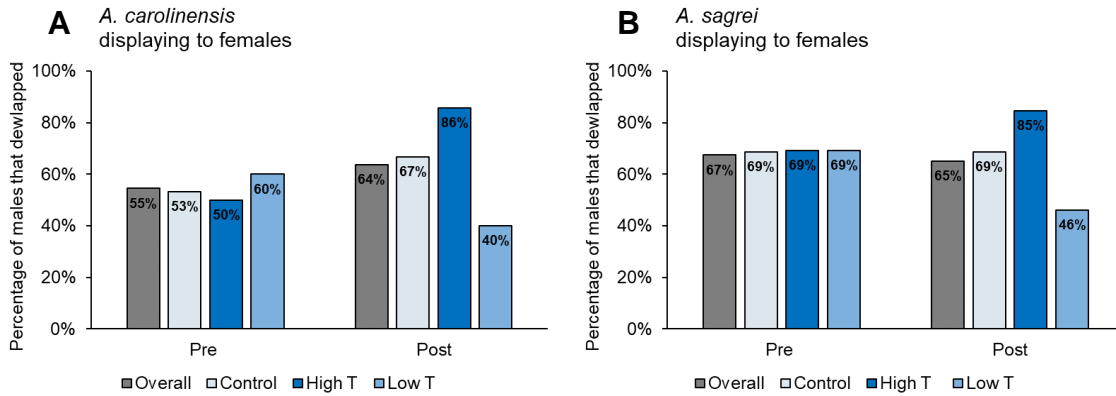 A
A. carolinensis
displaying to females
Percentage of males that dewlapped
100%
80%
60%
40%
20%
0%
55%
53%
50%
60%
64%
67%
86%
40%
Pre
Post
Overall
Control
High T
Low T
B
A. sagrei
displaying to females
Percentage of males that dewlapped
100%
80%
60%
40%
20%
0%
67%
69%
69%
69%
65%
69%
85%
46%
Pre
Post
Overall
Control
High T
Low T